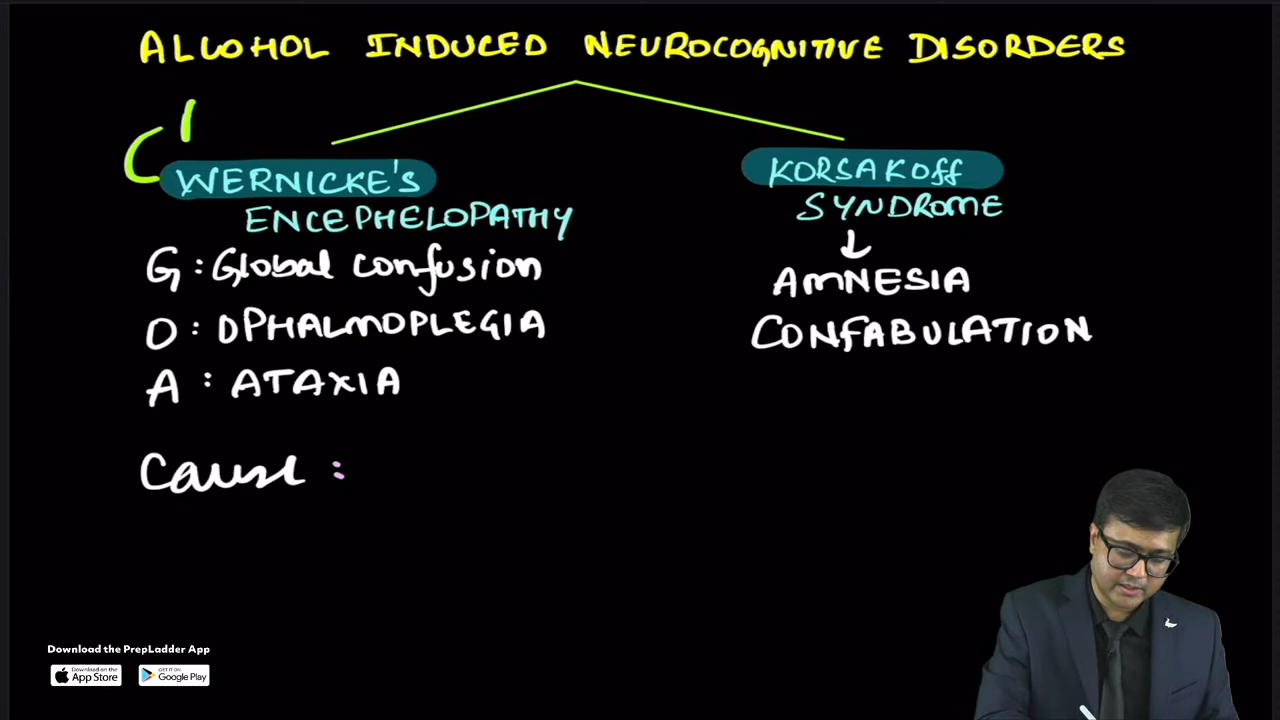 ALCOHOL INDUCED NEUROCOGNITIVE DISORDERS
WERNICKE'S
ENCEPHELOPATHY
G : Global confusion
O : OPHALMOPLEGIA
A : ATAXIA
Cause :
KORSAKOFF
SYNDROME
AMNESIA
CONFABULATION
Download the PrepLadder App
Download on the App Store
GET IT ON Google Play